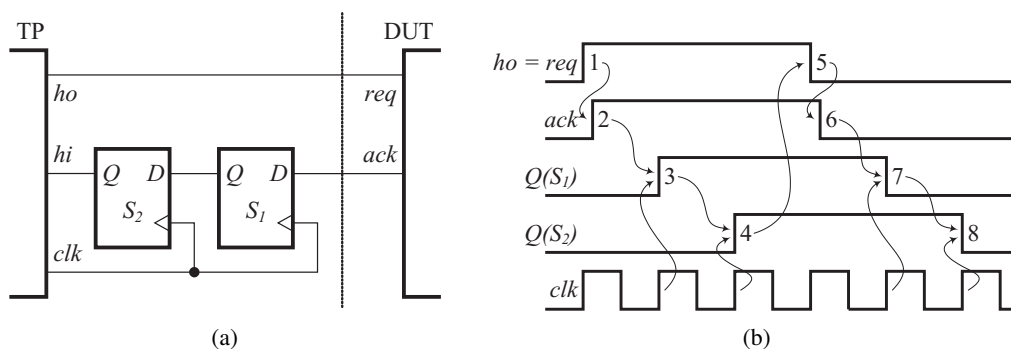 TP
DUT
ho
req
hi
ack
Q D
Q D
S2
S1
clk
(a)
ho = req
1
5
ack
2
6
Q(S1)
3
7
Q(S2)
4
8
clk
(b)